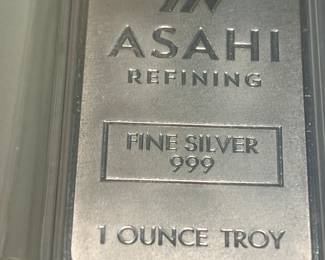 ASAHI
REFINING
FINE SILVER
999
1 OUNCE TROY